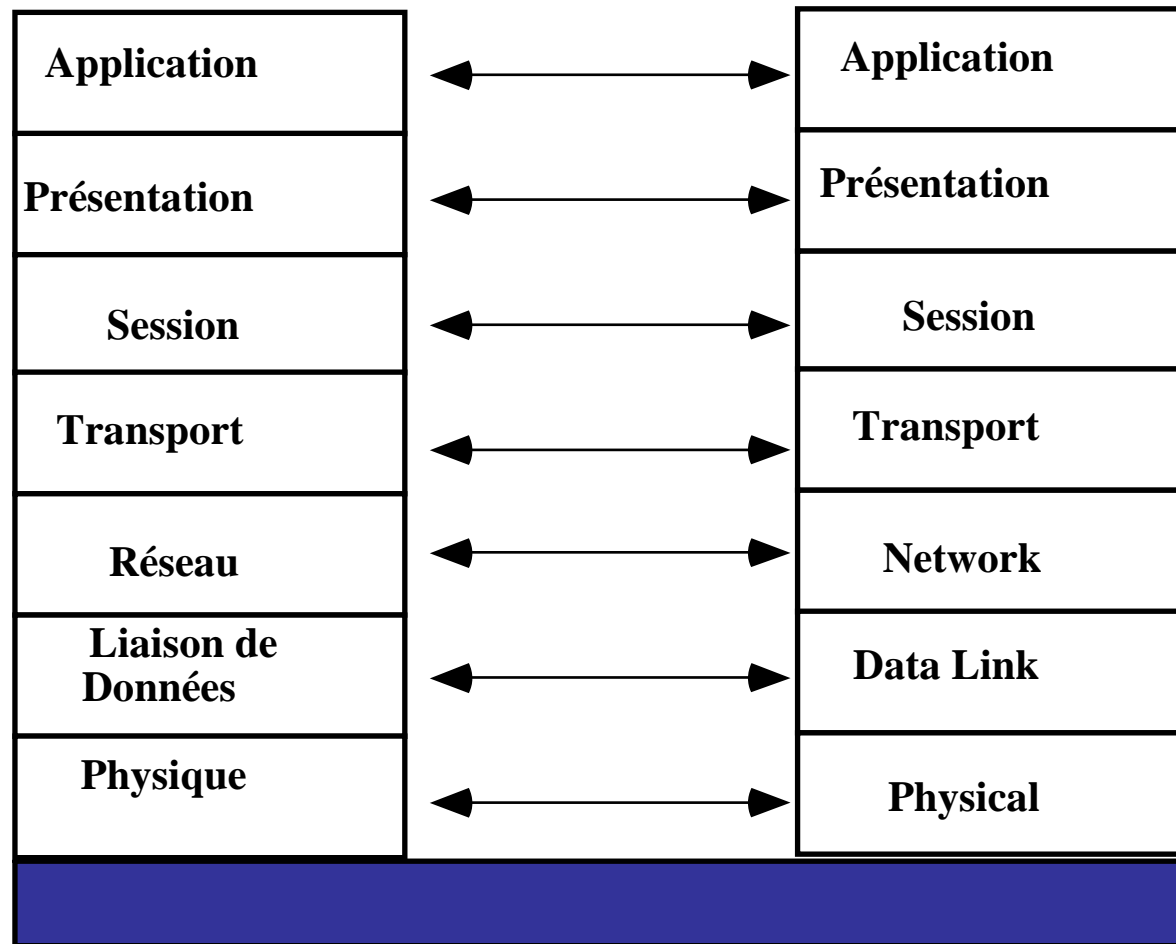 Application
Présentation
Session
Transport
Réseau
Liaison de
Données
Physique
Application
Présentation
Session
Transport
Network
Data Link
Physical